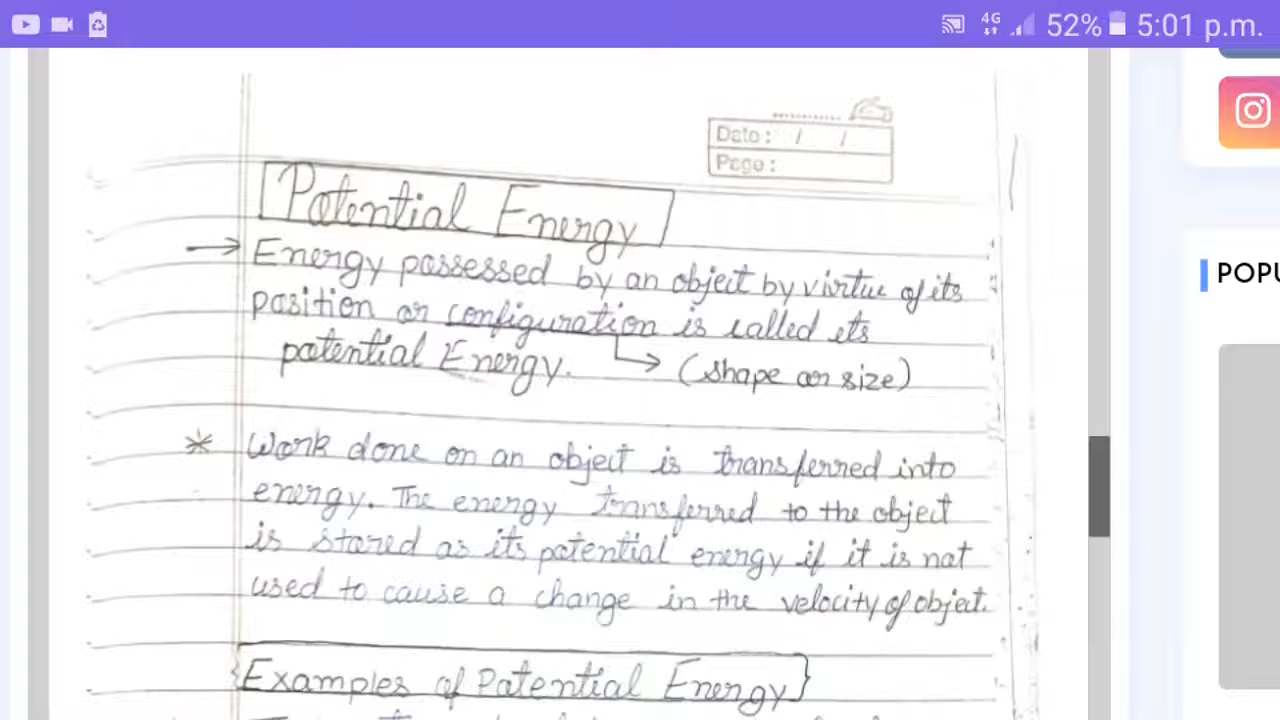 4G 52% 5:01 p.m.
Date: / /
Page:
Potential Energy
→ Energy possessed by an object by virtue of its
position or configuration is called its
potential Energy. → (shape or size)
POPU
* Work done on an object is transferred into
energy. The energy transferred to the object
is stored as its potential energy if it is not
used to cause a change in the velocity of object.
{Examples of Potential Energy}